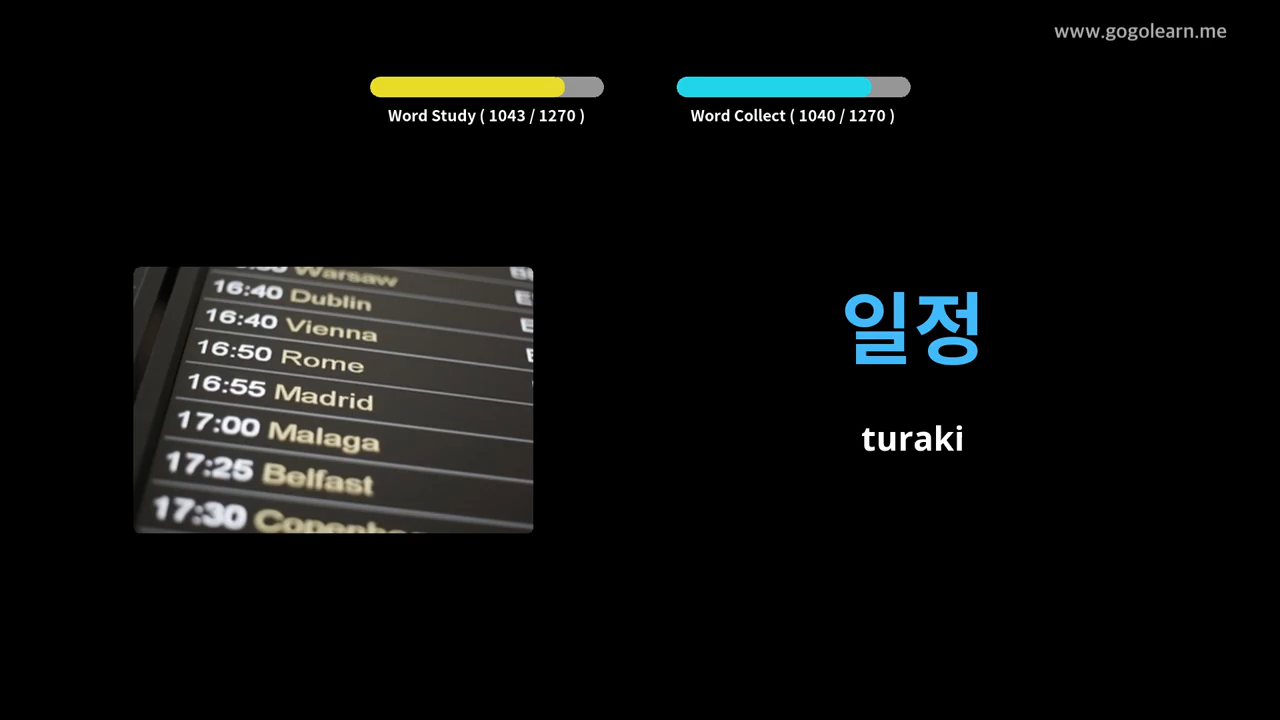 www.gogolearn.me
Word Study ( 1043 / 1270 )
Word Collect ( 1040 / 1270 )
Warsaw
16:40 Dublin
16:40 Vienna
16:50 Rome
16:55 Madrid
17:00 Malaga
17:25 Belfast
17:30
일정
turaki